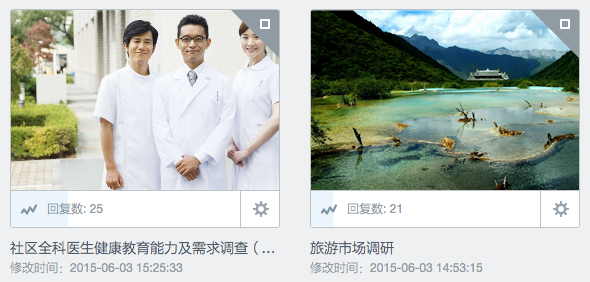 回复数: 25
回复数: 21
社区全科医生健康教育能力及需求调查（...
旅游市场调研
修改时间：2015-06-03 15:25:33
修改时间：2015-06-03 14:53:15